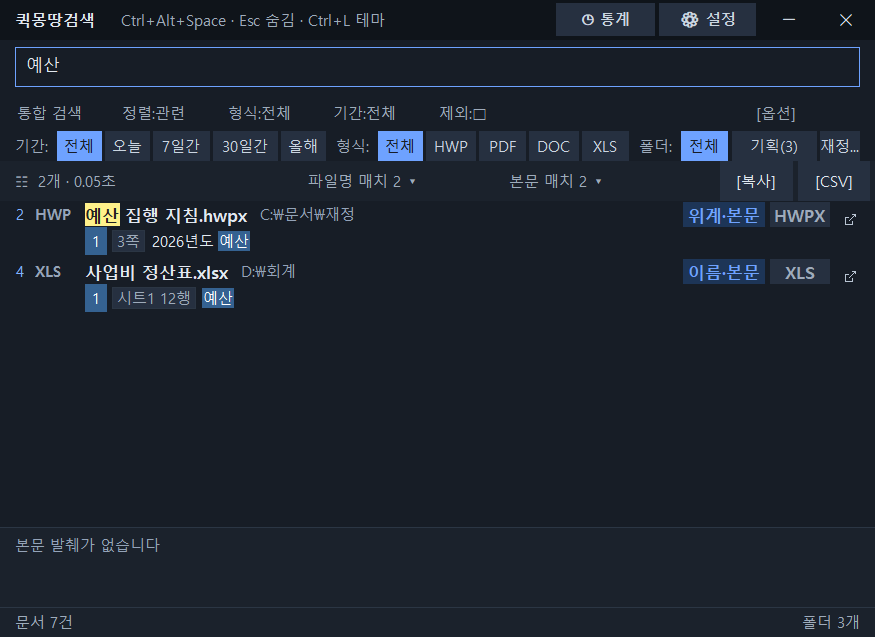 퀵몽땅검색 Ctrl+Alt+Space · Esc 숨김 · Ctrl+L 테마 통계 설정
예산
통합 검색 정렬:관련 형식:전체 기간:전체 제외:□ [옵션]
기간: 전체 오늘 7일간 30일간 올해 형식: 전체 HWP PDF DOC XLS 폴더: 전체 기획(3) 재정...
2개 · 0.05초 파일명 매치 2 ▾ 본문 매치 2 ▾ [복사] [CSV]
2 HWP 예산 집행 지침.hwpx C:₩문서₩재정 위계·본문 HWPX
1 3쪽 2026년도 예산
4 XLS 사업비 정산표.xlsx D:₩회계 이름·본문 XLS
1 시트1 12행 예산
본문 발췌가 없습니다
문서 7건 폴더 3개